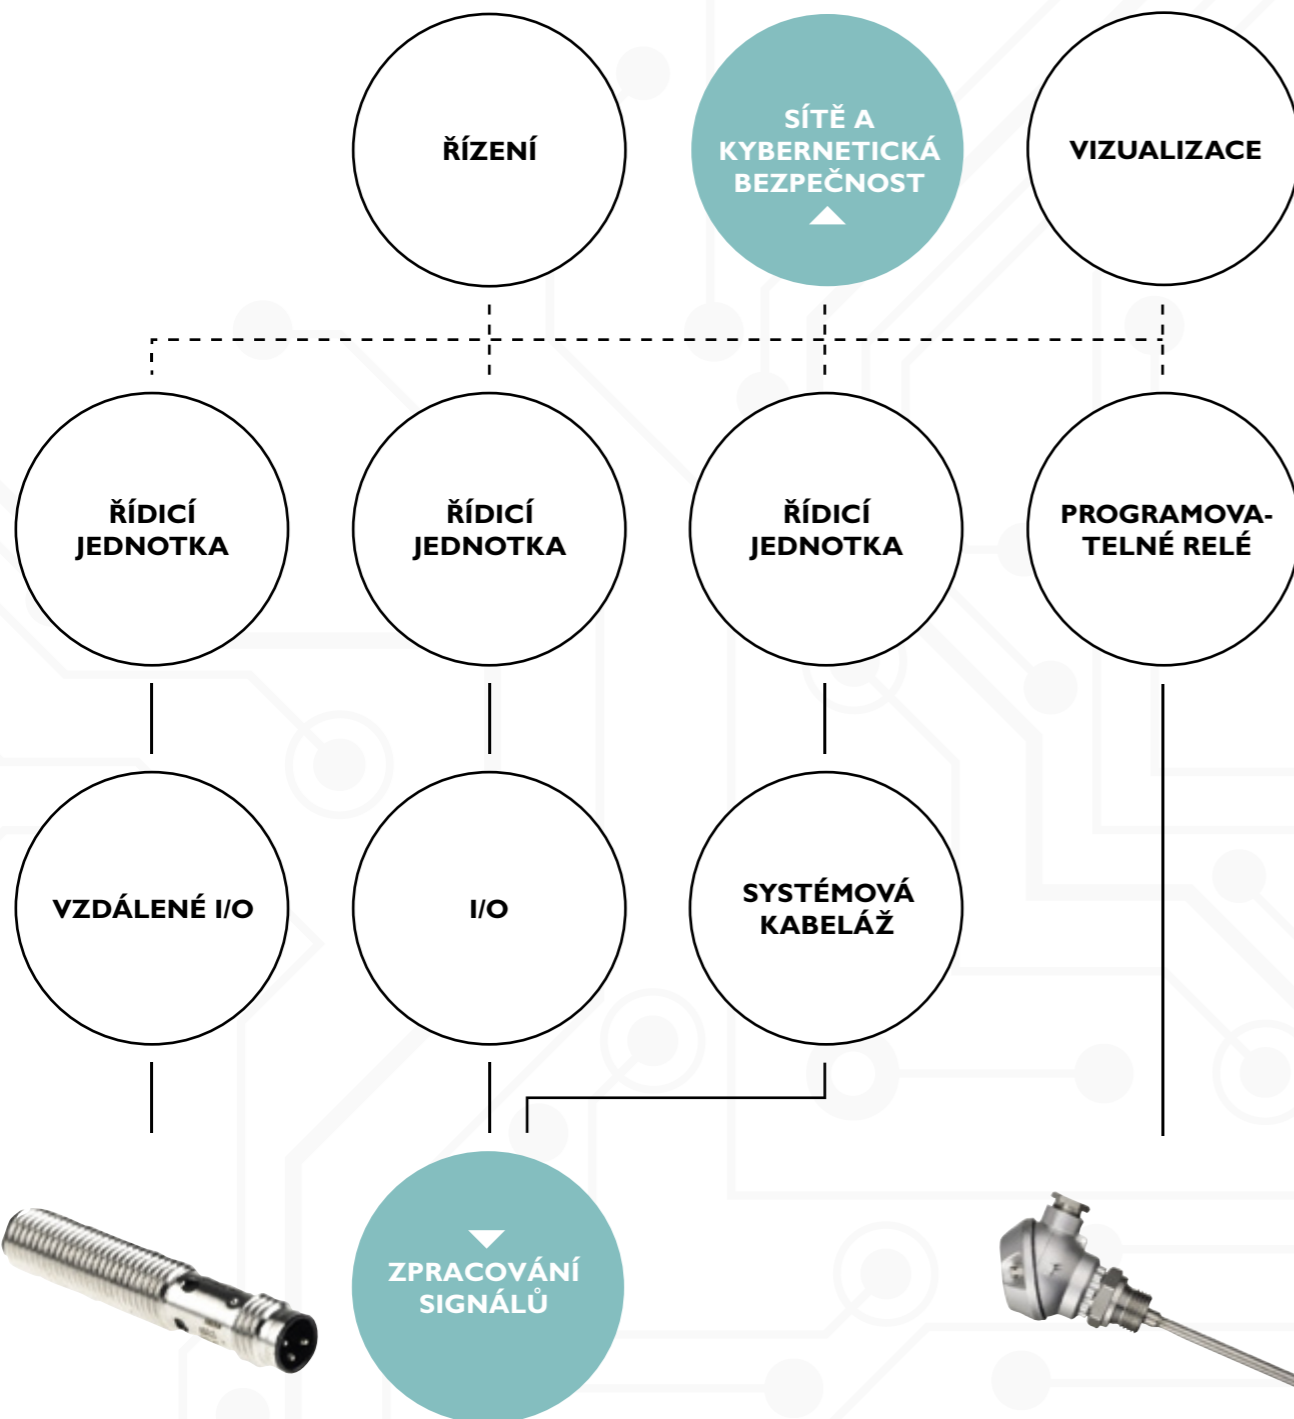 ŘÍZENÍ
SÍTĚ A
KYBERNETICKÁ
BEZPEČNOST
VIZUALIZACE
ŘÍDICÍ
JEDNOTKA
ŘÍDICÍ
JEDNOTKA
ŘÍDICÍ
JEDNOTKA
PROGRAMOVA-
TELNÉ RELÉ
VZDÁLENÉ I/O
I/O
SYSTÉMOVÁ
KABELÁŽ
ZPRACOVÁNÍ
SIGNÁLŮ